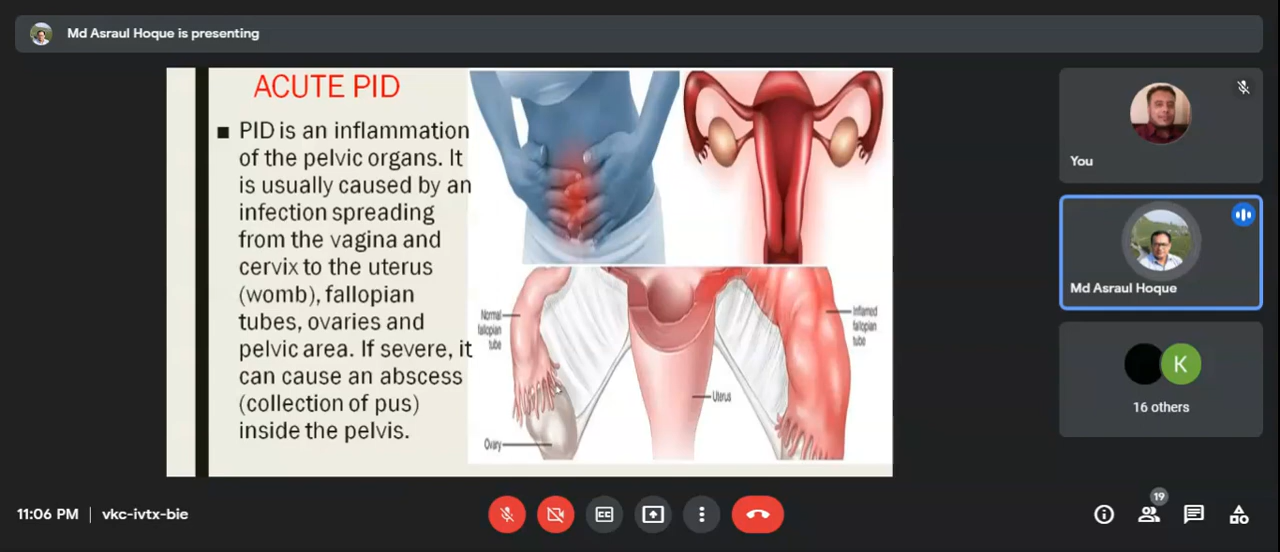 Md Asraul Hoque is presenting
ACUTE PID
■ PID is an inflammation
of the pelvic organs. It
is usually caused by an
infection spreading
from the vagina and
cervix to the uterus
(womb), fallopian
tubes, ovaries and
pelvic area. If severe, it
can cause an abscess
(collection of pus)
inside the pelvis.
Normal
fallopian
tube
Ovary
Uterus
Inflamed
fallopian
tube
You
Md Asraul Hoque
K
16 others
11:06 PM | vkc-ivtx-bie
CC
19